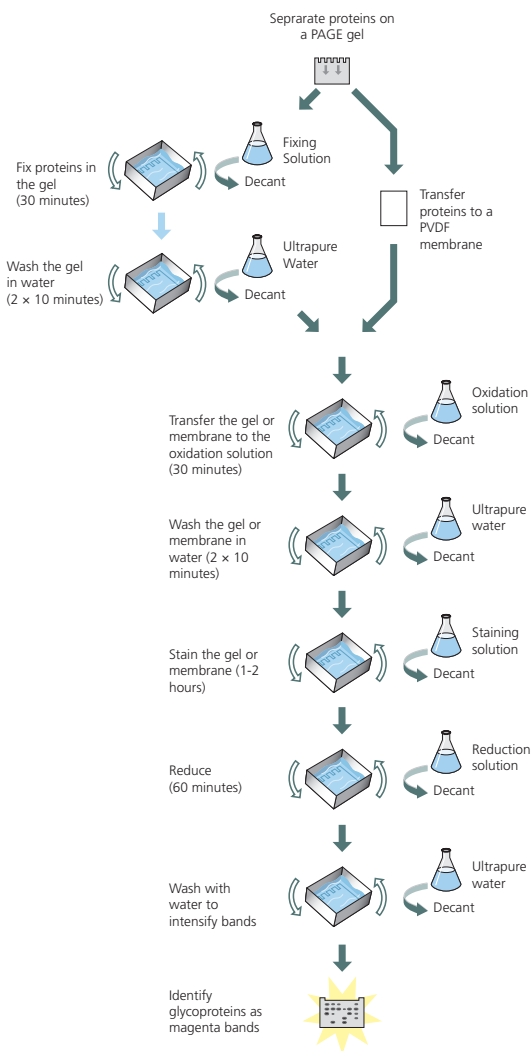 Seprarate proteins on
a PAGE gel
Fixing
Solution
Decant
Fix proteins in
the gel
(30 minutes)
Transfer
proteins to a
PVDF
membrane
Ultrapure
Water
Decant
Wash the gel
in water
(2 × 10 minutes)
Oxidation
solution
Decant
Transfer the gel or
membrane to the
oxidation solution
(30 minutes)
Ultrapure
water
Decant
Wash the gel or
membrane in
water (2 × 10
minutes)
Staining
solution
Decant
Stain the gel or
membrane (1-2
hours)
Reduction
solution
Decant
Reduce
(60 minutes)
Ultrapure
water
Decant
Wash with
water to
intensify bands
Identify
glycoproteins as
magenta bands